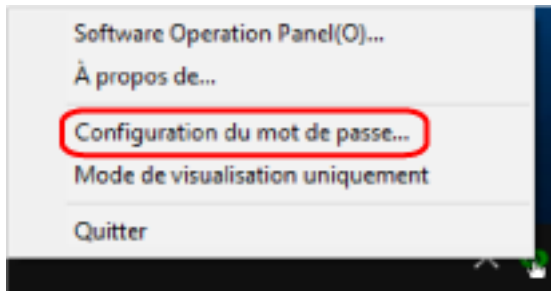 Software Operation Panel(O)...
À propos de...
Configuration du mot de passe...
Mode de visualisation uniquement
Quitter